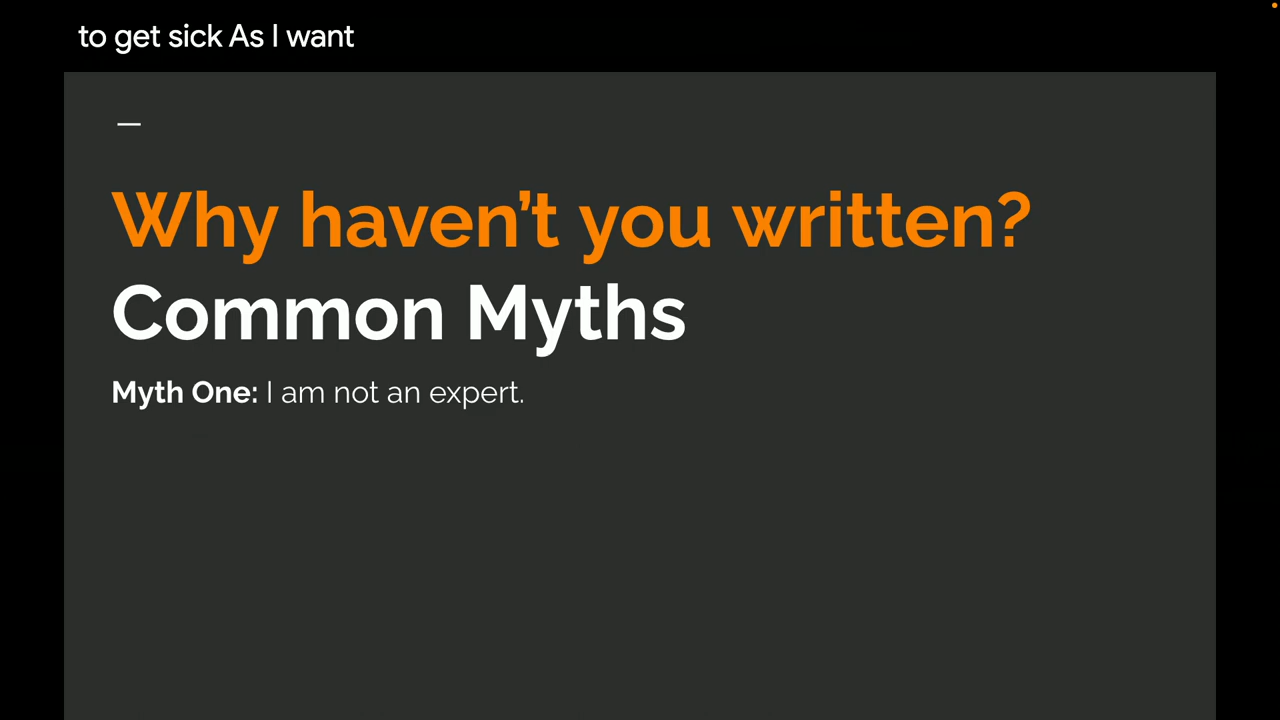 to get sick As I want
—
Why haven’t you written?
Common Myths
Myth One: I am not an expert.